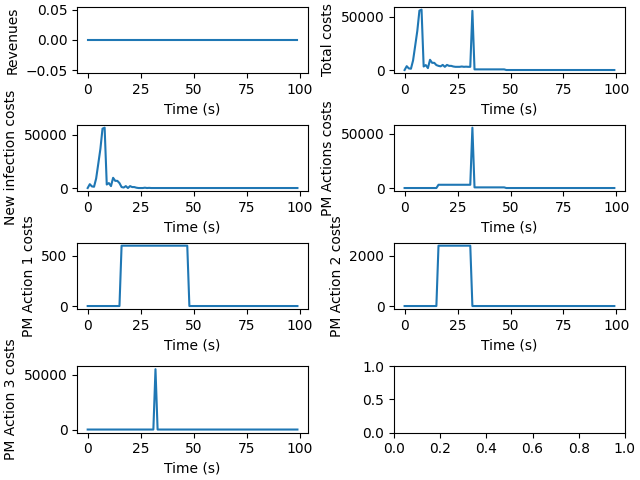 Revenues
0.05
0.00
−0.05
0 25 50 75 100
Time (s)
Total costs
50000
0
0 25 50 75 100
Time (s)
New infection costs
50000
0
0 25 50 75 100
Time (s)
PM Actions costs
50000
0
0 25 50 75 100
Time (s)
PM Action 1 costs
500
0
0 25 50 75 100
Time (s)
PM Action 2 costs
2000
0
0 25 50 75 100
Time (s)
PM Action 3 costs
50000
0
0 25 50 75 100
Time (s)
1.0
0.5
0.0
0.0 0.2 0.4 0.6 0.8 1.0